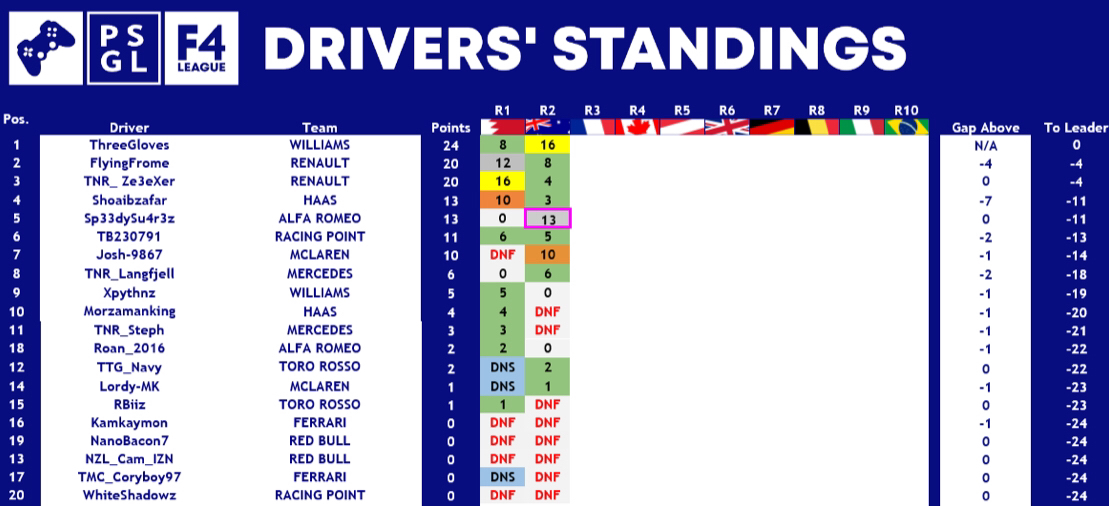 P S
G L
F4
LEAGUE
DRIVERS' STANDINGS
Pos. Driver Team Points R1 R2 R3 R4 R5 R6 R7 R8 R9 R10 Gap Above To Leader
1 ThreeGloves WILLIAMS 24 8 16 N/A 0
2 FlyingFrome RENAULT 20 12 8 -4 -4
3 TNR_ Ze3eXer RENAULT 20 16 4 0 -4
4 Shoaibzafar HAAS 13 10 3 -7 -11
5 Sp33dySu4r3z ALFA ROMEO 13 0 13 0 -11
6 TB230791 RACING POINT 11 6 5 -2 -13
7 Josh-9867 MCLAREN 10 DNF 10 -1 -14
8 TNR_Langfjell MERCEDES 6 0 6 -2 -18
9 Xpythnz WILLIAMS 5 5 0 -1 -19
10 Morzamanking HAAS 4 4 DNF -1 -20
11 TNR_Steph MERCEDES 3 3 DNF -1 -21
18 Roan_2016 ALFA ROMEO 2 2 0 -1 -22
12 TTG_Navy TORO ROSSO 2 DNS 2 0 -22
14 Lordy-MK MCLAREN 1 DNS 1 -1 -23
15 RBiiz TORO ROSSO 1 1 DNF 0 -23
16 Kamkaymon FERRARI 0 DNF DNF -1 -24
19 NanoBacon7 RED BULL 0 DNF DNF 0 -24
13 NZL_Cam_IZN RED BULL 0 DNF DNF 0 -24
17 TMC_Coryboy97 FERRARI 0 DNS DNF 0 -24
20 WhiteShadowz RACING POINT 0 DNF DNF 0 -24